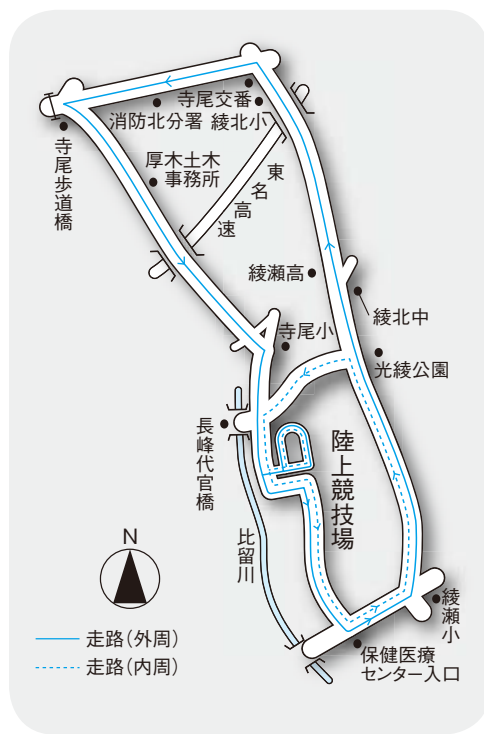 寺尾交番
消防北分署
綾北小
寺尾歩道橋
厚木土木
事務所
東名高速
綾瀬高
綾北中
寺尾小
光綾公園
長峰代官橋
陸上競技場
比留川
N
綾瀬小
走路(外周)
走路(内周)
保健医療
センター入口